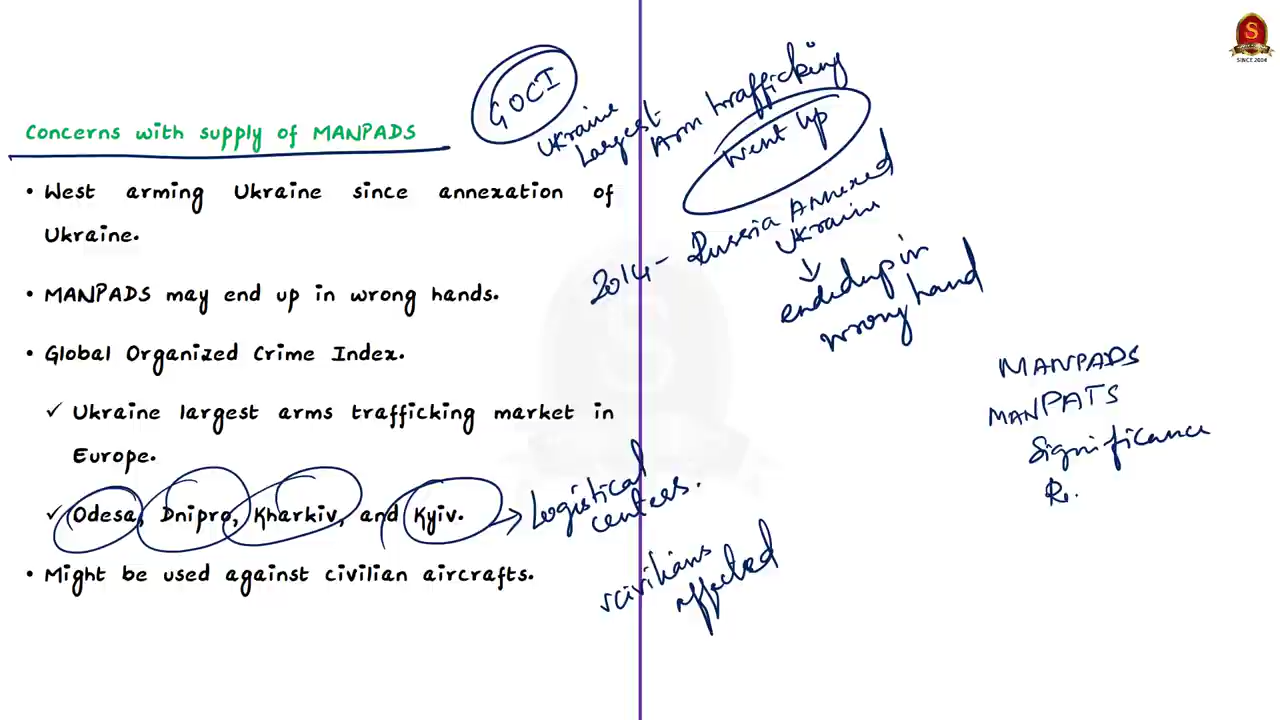 S
SINCE 2004
Concerns with supply of MANPADS
• West arming Ukraine since annexation of
Ukraine.
• MANPADS may end up in wrong hands.
• Global Organized Crime Index.
✓ Ukraine largest arms trafficking market in
Europe.
✓ Odesa, Dnipro, Kharkiv, and Kyiv.
• Might be used against civilian aircrafts.
GOCI
Ukraine
Largest
Arm trafficking
Went up
2014 - Russia Annexed
Ukraine
↓
ended up in
wrong hand
→ Logistical
centers.
civilians
affected
MANPADS
MANPATS
Significance
R.